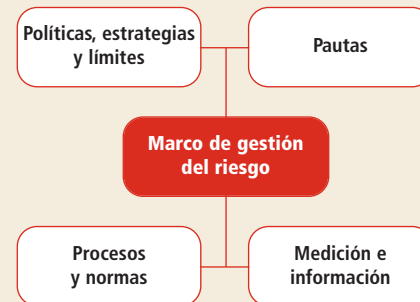 Políticas, estrategias
y límites
Pautas
Marco de gestión
del riesgo
Procesos
y normas
Medición e
información